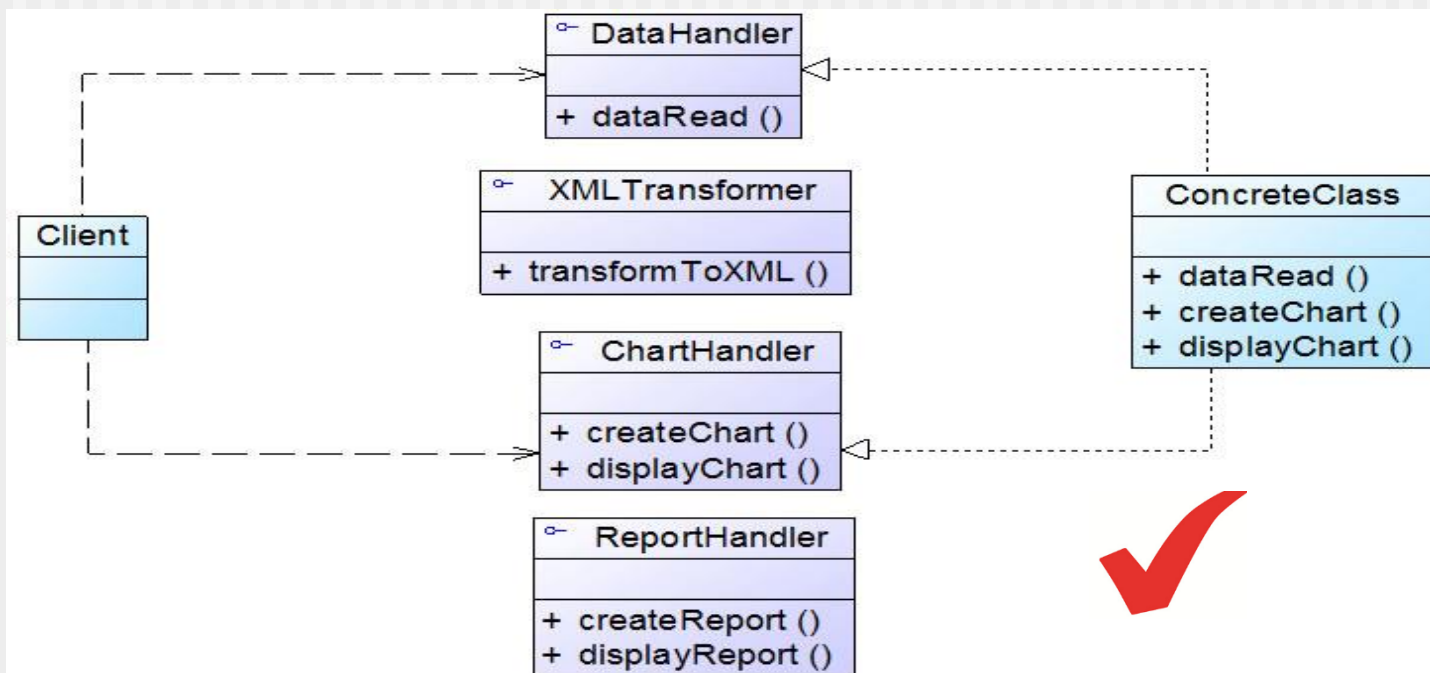 DataHandler
+ dataRead ()
XMLTransformer
+ transformToXML ()
Client
ConcreteClass
+ dataRead ()
+ createChart ()
+ displayChart ()
ChartHandler
+ createChart ()
+ displayChart ()
ReportHandler
+ createReport ()
+ displayReport ()